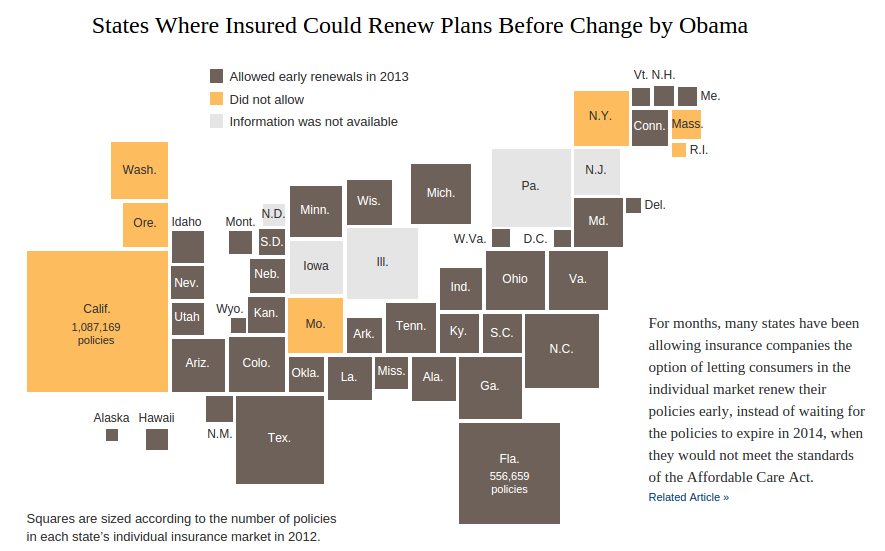 States Where Insured Could Renew Plans Before Change by Obama
Allowed early renewals in 2013
Did not allow
Information was not available
Vt. N.H.
Me.
N.Y.
Conn.
Mass.
R.I.
Wash.
Mich.
Pa.
N.J.
Wis.
Minn.
Del.
Ore.
Idaho
Mont.
N.D.
Md.
S.D.
W.Va.
D.C.
Iowa
Ill.
Neb.
Nev.
Ind.
Ohio
Va.
Calif.
1,087,169
policies
Utah
Wyo.
Kan.
Mo.
Ark.
Tenn.
Ky.
S.C.
N.C.
Ariz.
Colo.
Okla.
La.
Miss.
Ala.
Ga.
Alaska
Hawaii
N.M.
Tex.
Fla.
556,659
policies
For months, many states have been
allowing insurance companies the
option of letting consumers in the
individual market renew their
policies early, instead of waiting for
the policies to expire in 2014, when
they would not meet the standards
of the Affordable Care Act.
Related Article »
Squares are sized according to the number of policies
in each state's individual insurance market in 2012.